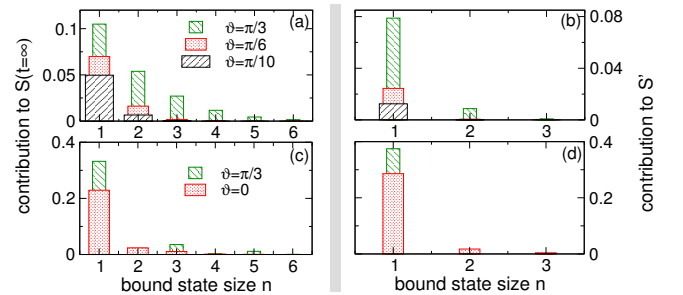 contribution to S(t=∞)
0.1
0.05
0
(a)
ϑ=π/3
ϑ=π/6
ϑ=π/10
1 2 3 4 5 6
(b)
0.08
0.04
0
1 2 3
contribution to S'
0.4
0.2
0
(c)
ϑ=π/3
ϑ=0
1 2 3 4 5 6
bound state size n
(d)
0.4
0.2
0
1 2 3
bound state size n